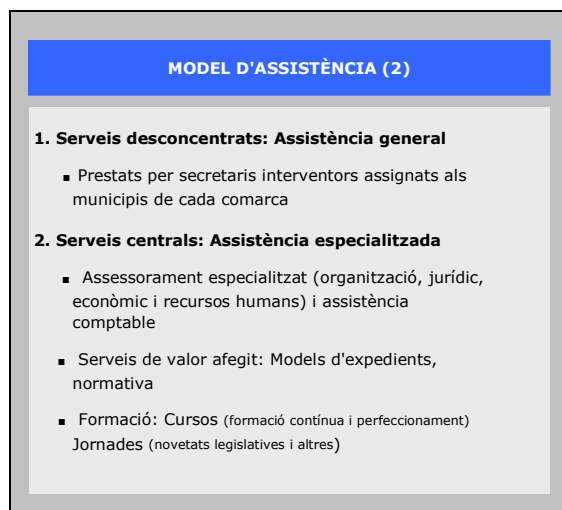 MODEL D'ASSISTÈNCIA (2)
1. Serveis desconcentrats: Assistència general
▪ Prestats per secretaris interventors assignats als
municipis de cada comarca
2. Serveis centrals: Assistència especialitzada
▪ Assessorament especialitzat (organització, jurídic,
econòmic i recursos humans) i assistència
comptable
▪ Serveis de valor afegit: Models d'expedients,
normativa
▪ Formació: Cursos (formació contínua i perfeccionament)
Jornades (novetats legislatives i altres)